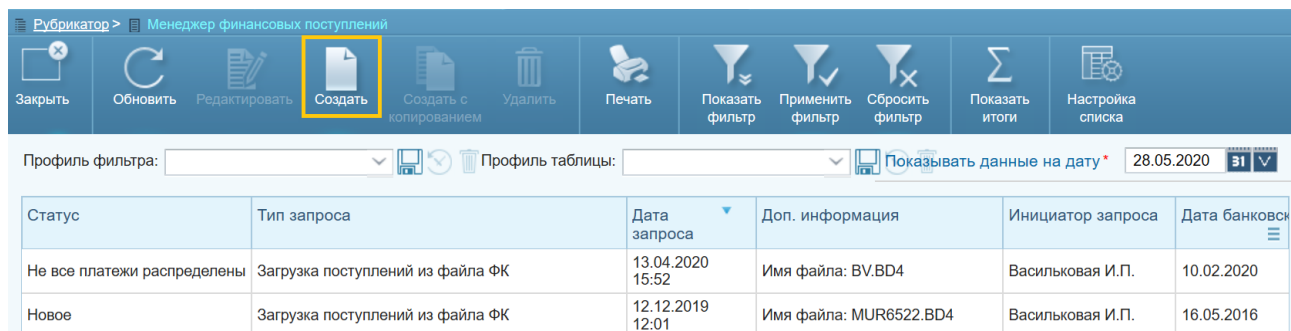 Рубрикатор > Менеджер финансовых поступлений
Закрыть Обновить Редактировать Создать Создать с копированием Удалить Печать Показать фильтр Применить фильтр Сбросить фильтр Показать итоги Настройка списка
Профиль фильтра: Профиль таблицы: Показывать данные на дату* 28.05.2020 31
Статус Тип запроса Дата запроса Доп. информация Инициатор запроса Дата банковск
Не все платежи распределены Загрузка поступлений из файла ФК 13.04.2020 15:52 Имя файла: BV.BD4 Васильковая И.П. 10.02.2020
Новое Загрузка поступлений из файла ФК 12.12.2019 12:01 Имя файла: MUR6522.BD4 Васильковая И.П. 16.05.2016